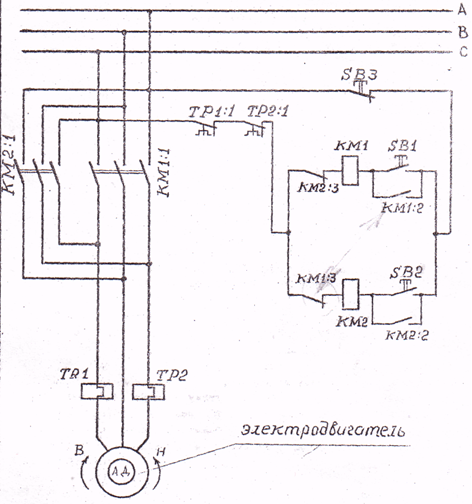 A
B
C
SB3
TP1:1 TP2:1
KM2:1
KM1:1
KM1
SB1
KM2:3
KM1:2
KM1:3
SB2
KM2
KM2:2
TP1
TP2
электродвигатель
В
Н
АД